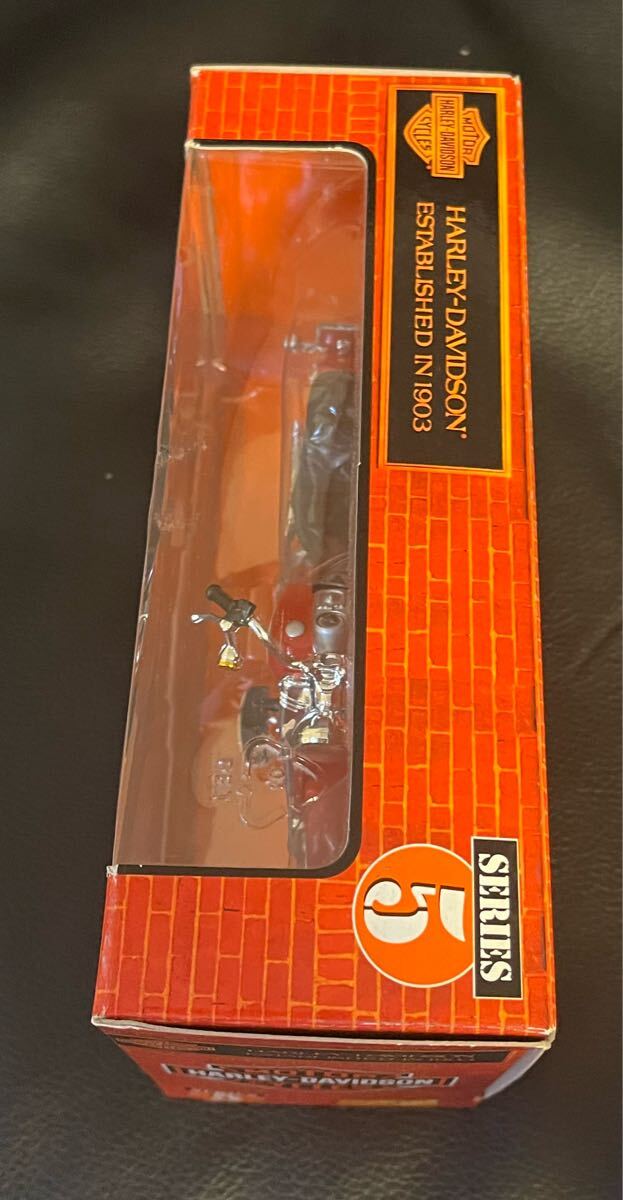 MOTOR
HARLEY-DAVIDSON
CYCLES
HARLEY-DAVIDSON®
ESTABLISHED IN 1903
SERIES
5
HARLEY-DAVIDSON